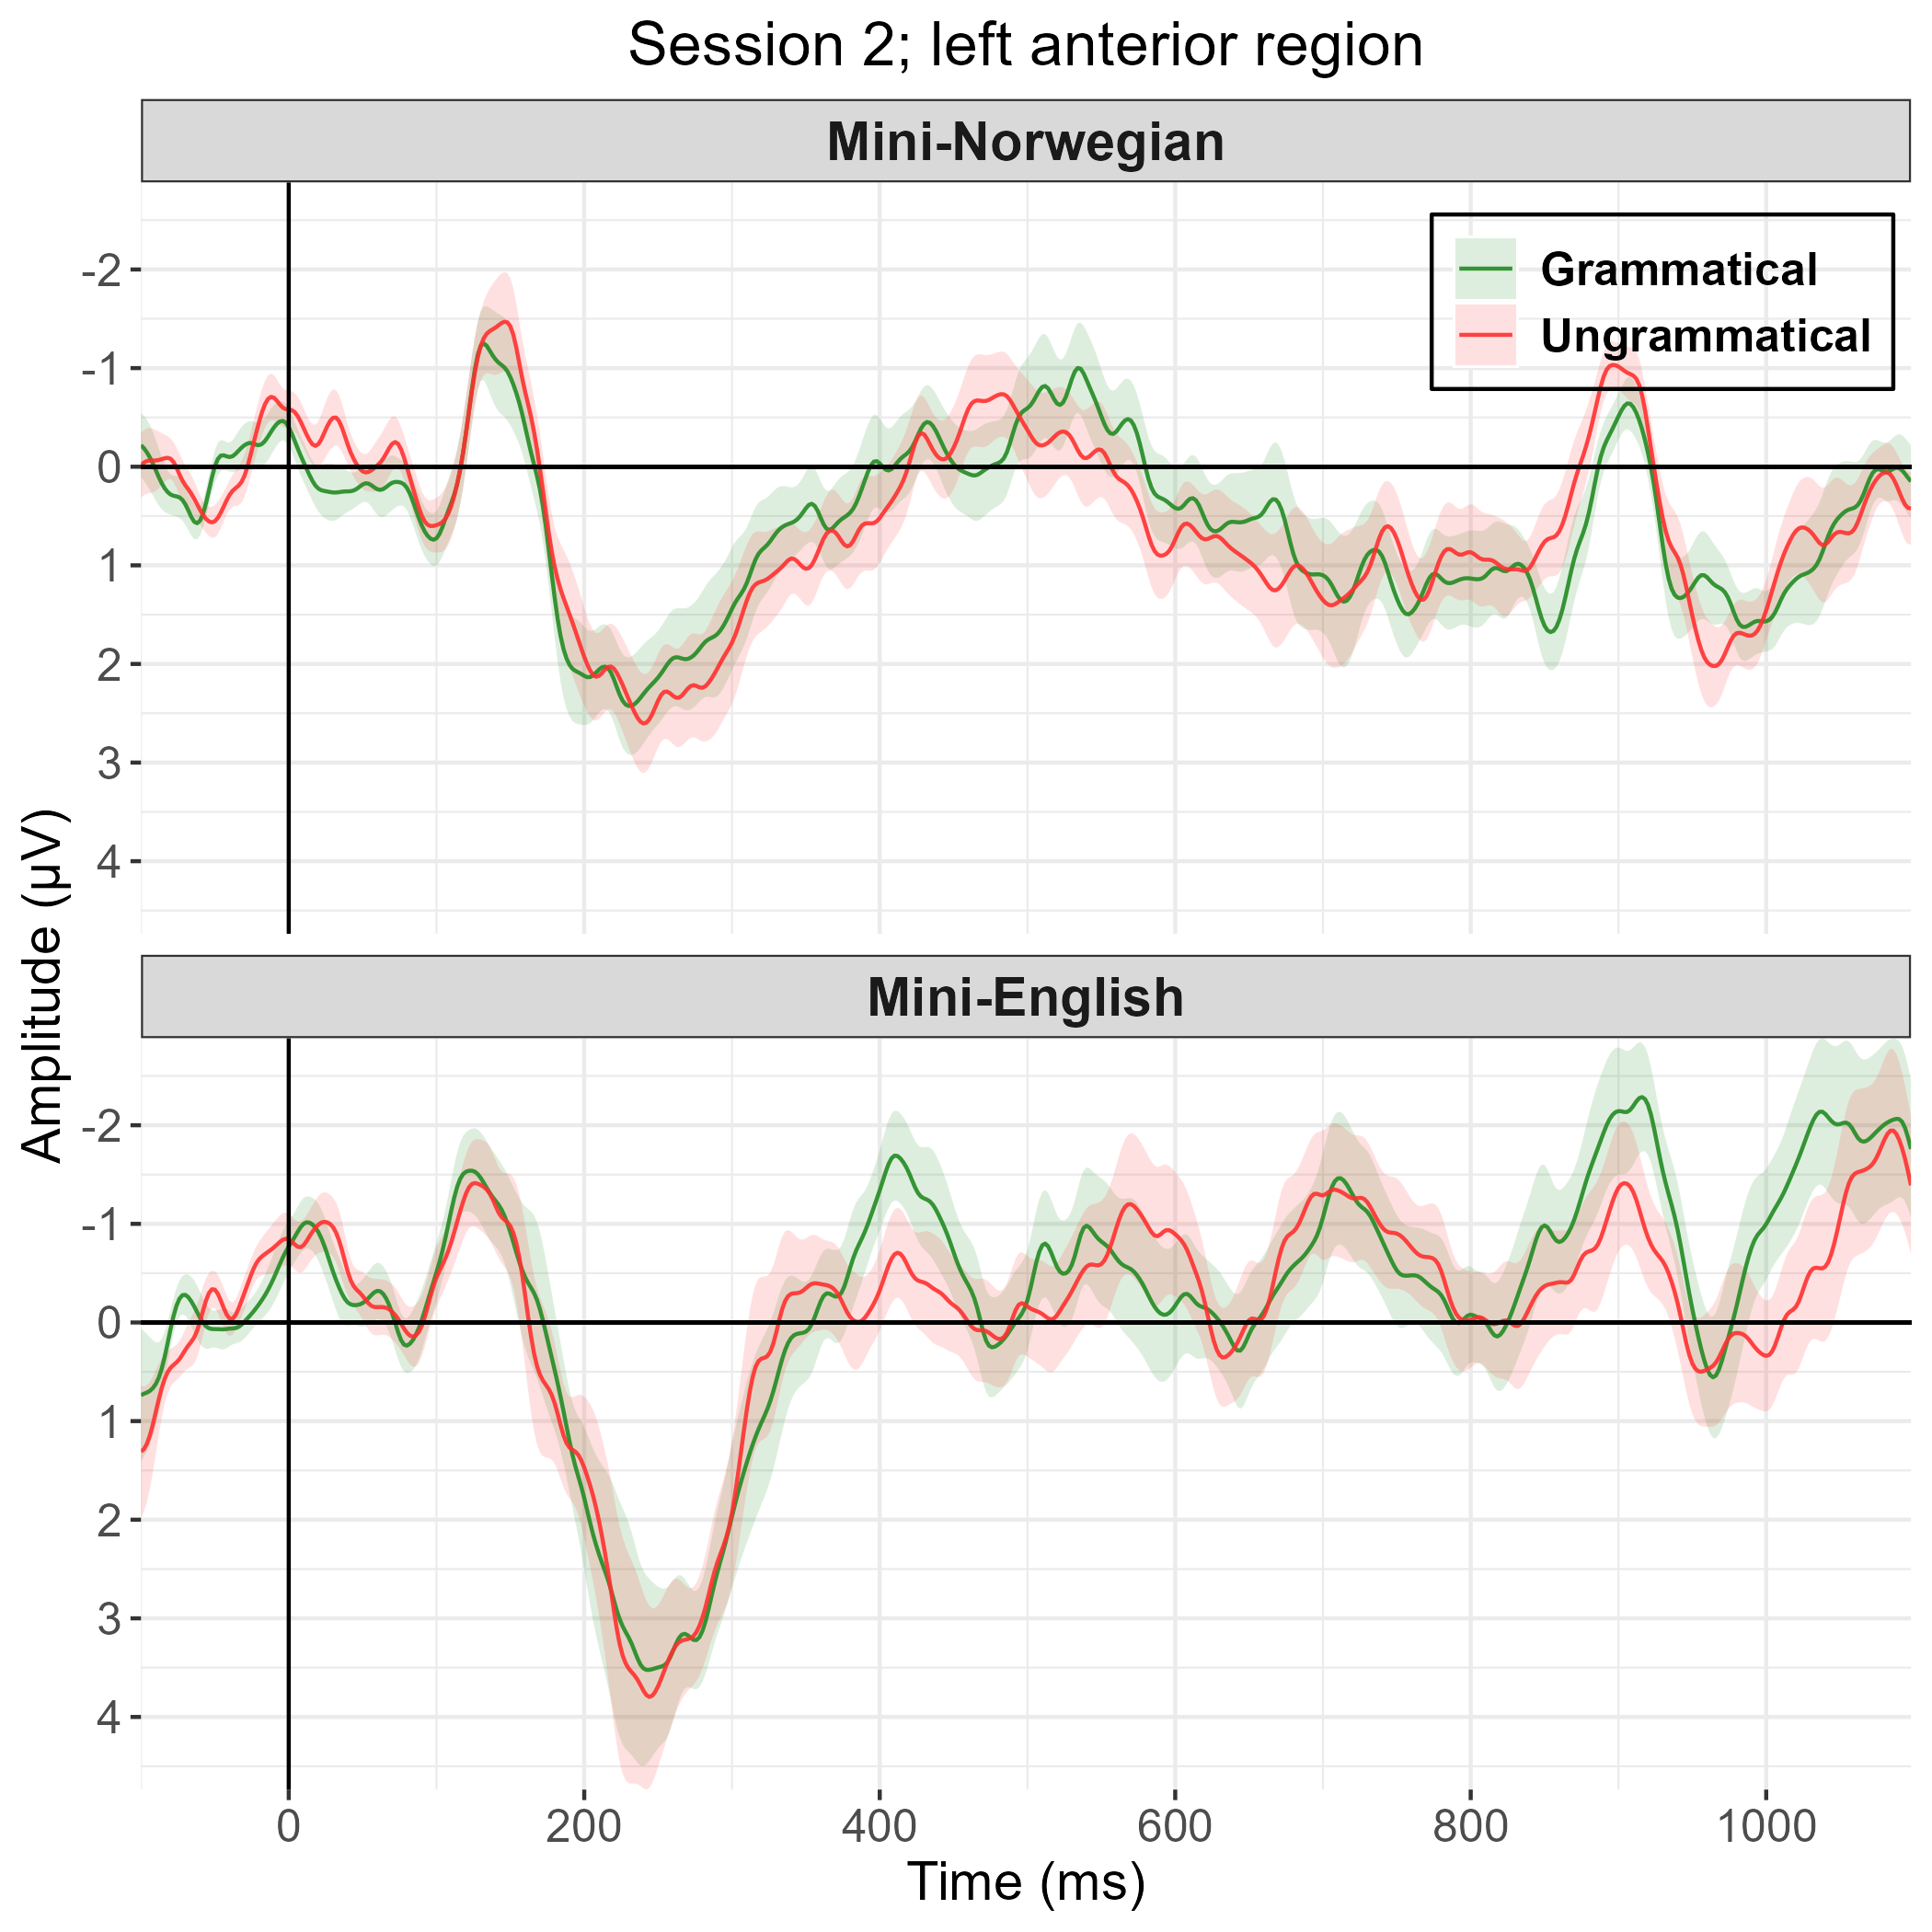 Session 2; left anterior region
Mini-Norwegian
Grammatical
Ungrammatical
-2
-1
0
1
2
3
4
Amplitude (µV)
Mini-English
-2
-1
0
1
2
3
4
0 200 400 600 800 1000
Time (ms)